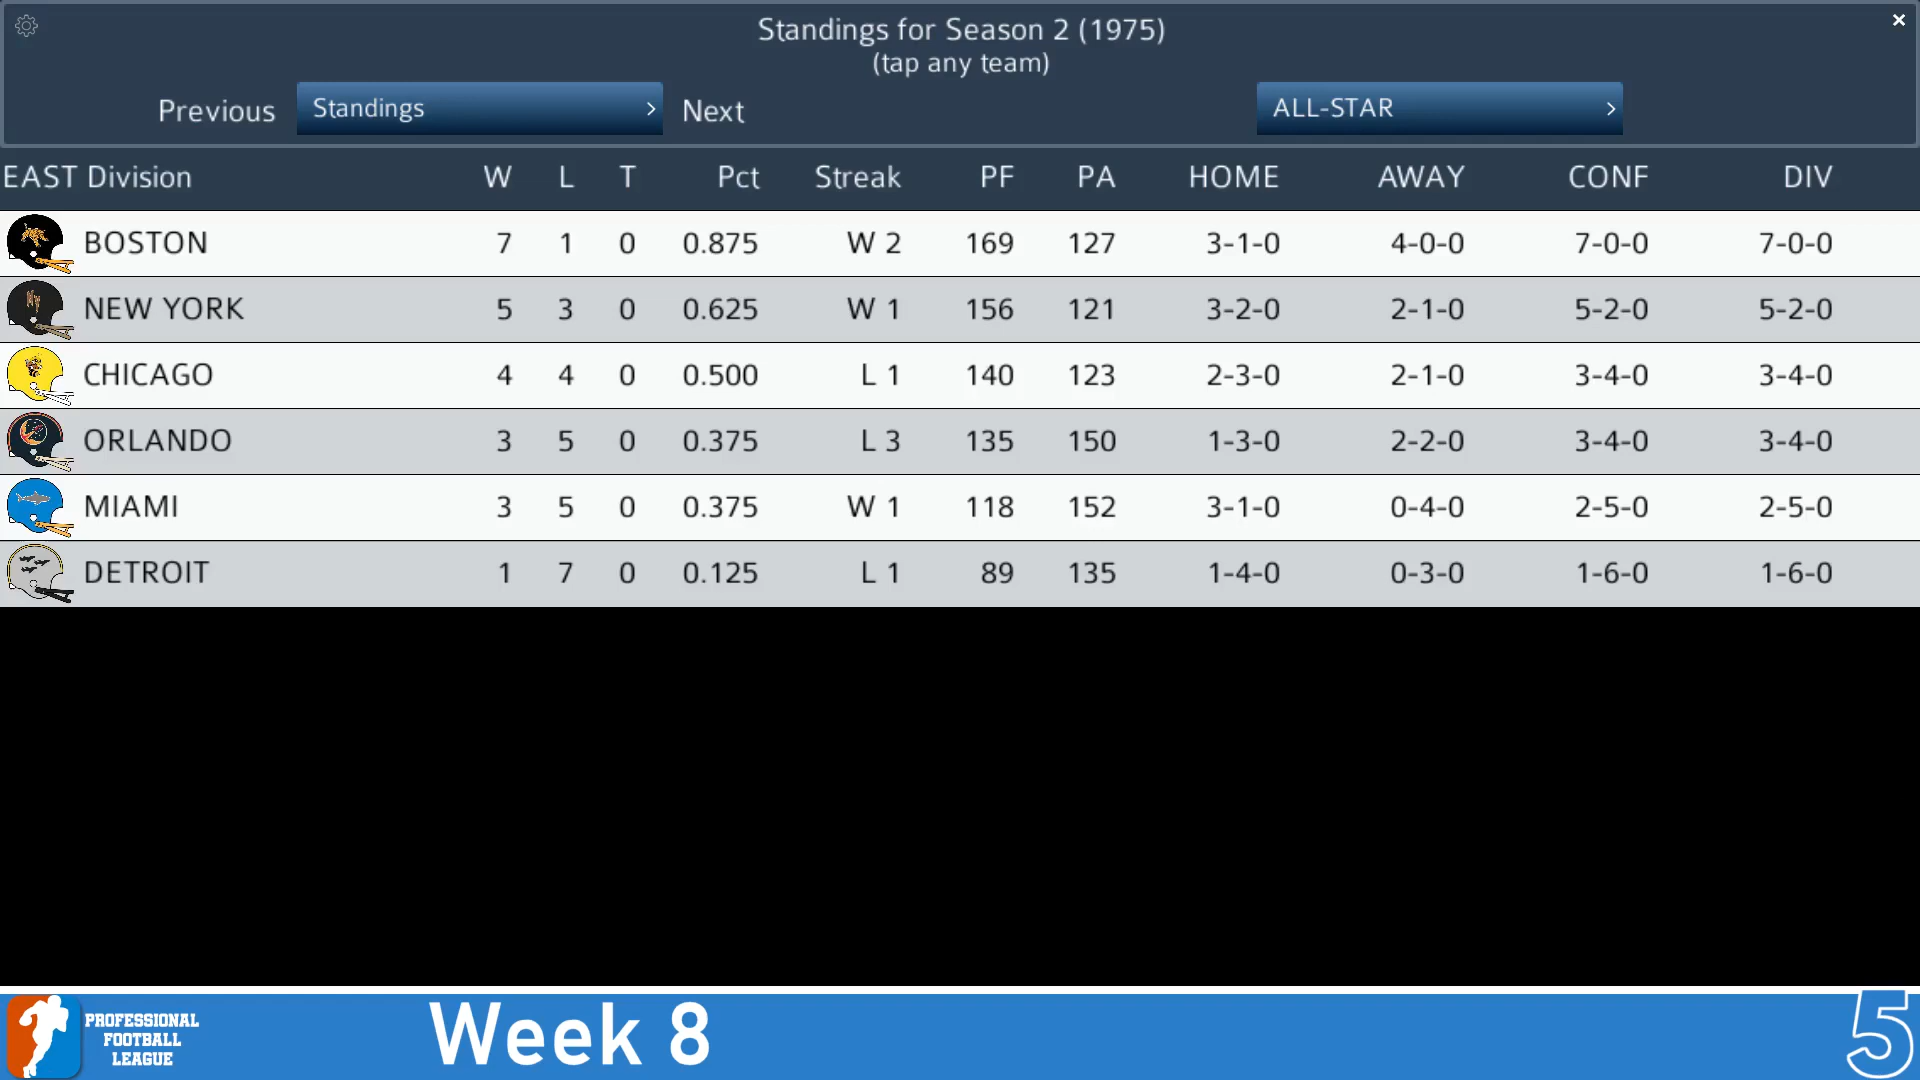 Standings for Season 2 (1975)
(tap any team)
Previous Standings > Next ALL-STAR >
EAST Division W L T Pct Streak PF PA HOME AWAY CONF DIV
BOSTON 7 1 0 0.875 W 2 169 127 3-1-0 4-0-0 7-0-0 7-0-0
NEW YORK 5 3 0 0.625 W 1 156 121 3-2-0 2-1-0 5-2-0 5-2-0
CHICAGO 4 4 0 0.500 L 1 140 123 2-3-0 2-1-0 3-4-0 3-4-0
ORLANDO 3 5 0 0.375 L 3 135 150 1-3-0 2-2-0 3-4-0 3-4-0
MIAMI 3 5 0 0.375 W 1 118 152 3-1-0 0-4-0 2-5-0 2-5-0
DETROIT 1 7 0 0.125 L 1 89 135 1-4-0 0-3-0 1-6-0 1-6-0
PROFESSIONAL
FOOTBALL
LEAGUE
Week 8
5